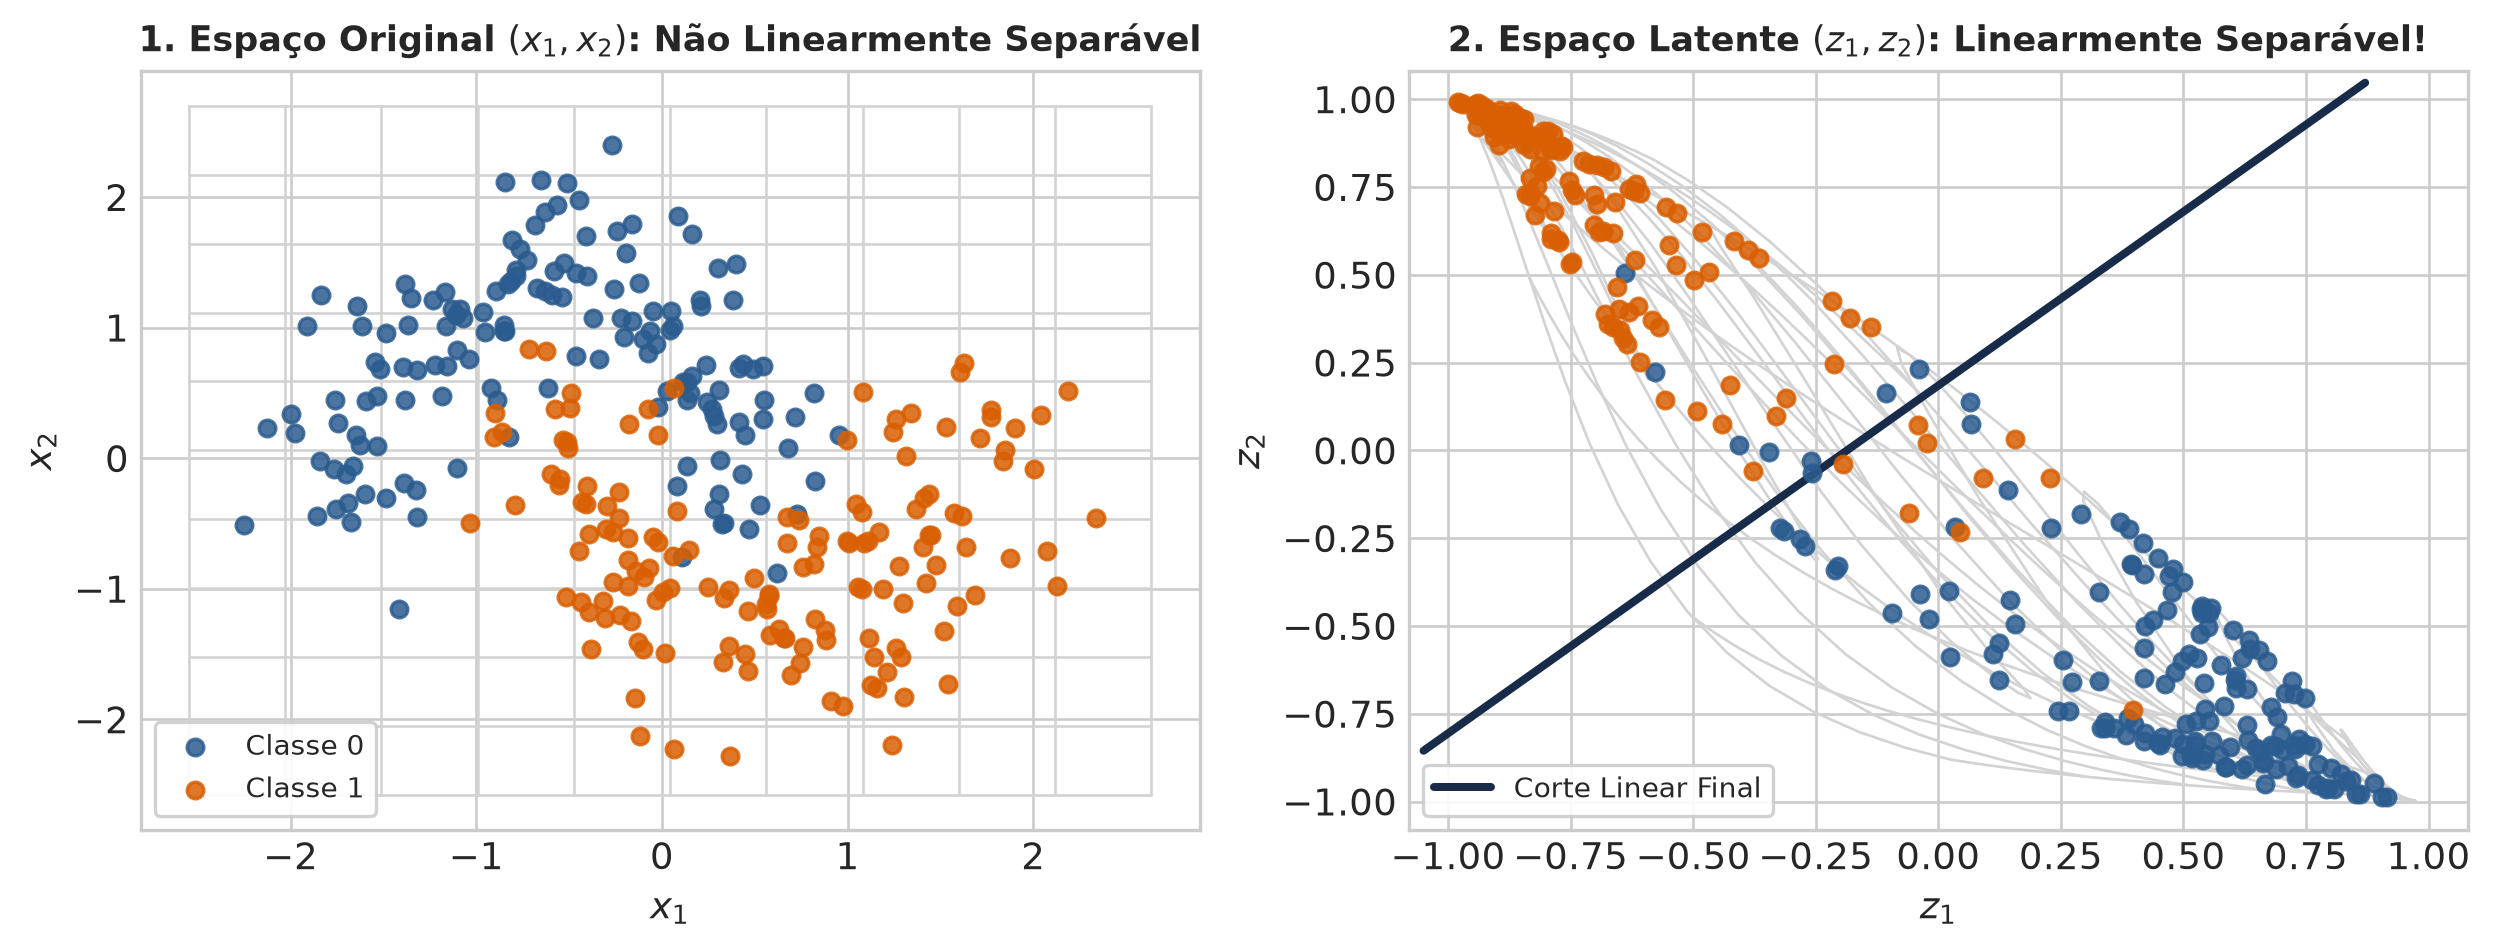 1. Espaço Original (x₁, x₂): Não Linearmente Separável
2
1
0
−1
−2
x₂
Classe 0
Classe 1
−2 −1 0 1 2
x₁
2. Espaço Latente (z₁, z₂): Linearmente Separável!
1.00
0.75
0.50
0.25
0.00
−0.25
−0.50
−0.75
−1.00
z₂
Corte Linear Final
−1.00 −0.75 −0.50 −0.25 0.00 0.25 0.50 0.75 1.00
z₁